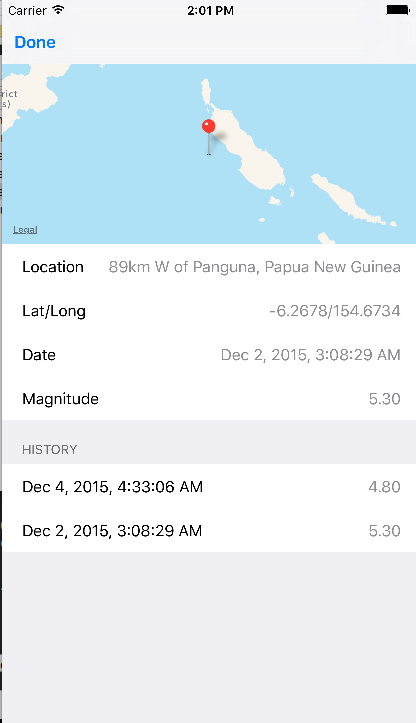 Carrier 2:01 PM
Done
rict
s)
Legal
Location 89km W of Panguna, Papua New Guinea
Lat/Long -6.2678/154.6734
Date Dec 2, 2015, 3:08:29 AM
Magnitude 5.30
HISTORY
Dec 4, 2015, 4:33:06 AM 4.80
Dec 2, 2015, 3:08:29 AM 5.30